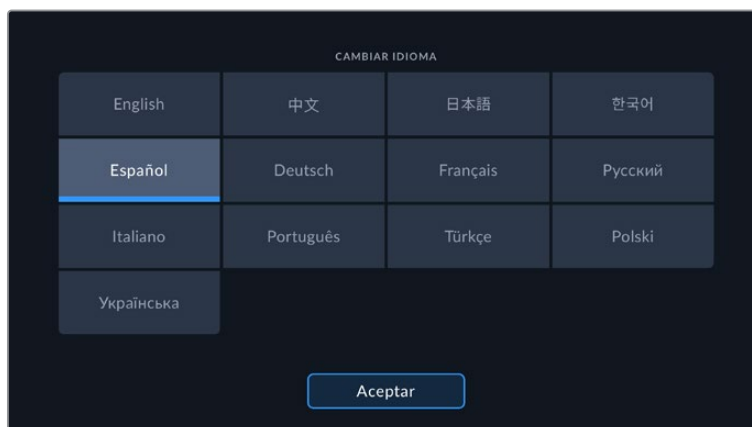 CAMBIAR IDIOMA
English
中文
日本語
한국어
Español
Deutsch
Français
Русский
Italiano
Português
Türkçe
Polski
Українська
Aceptar